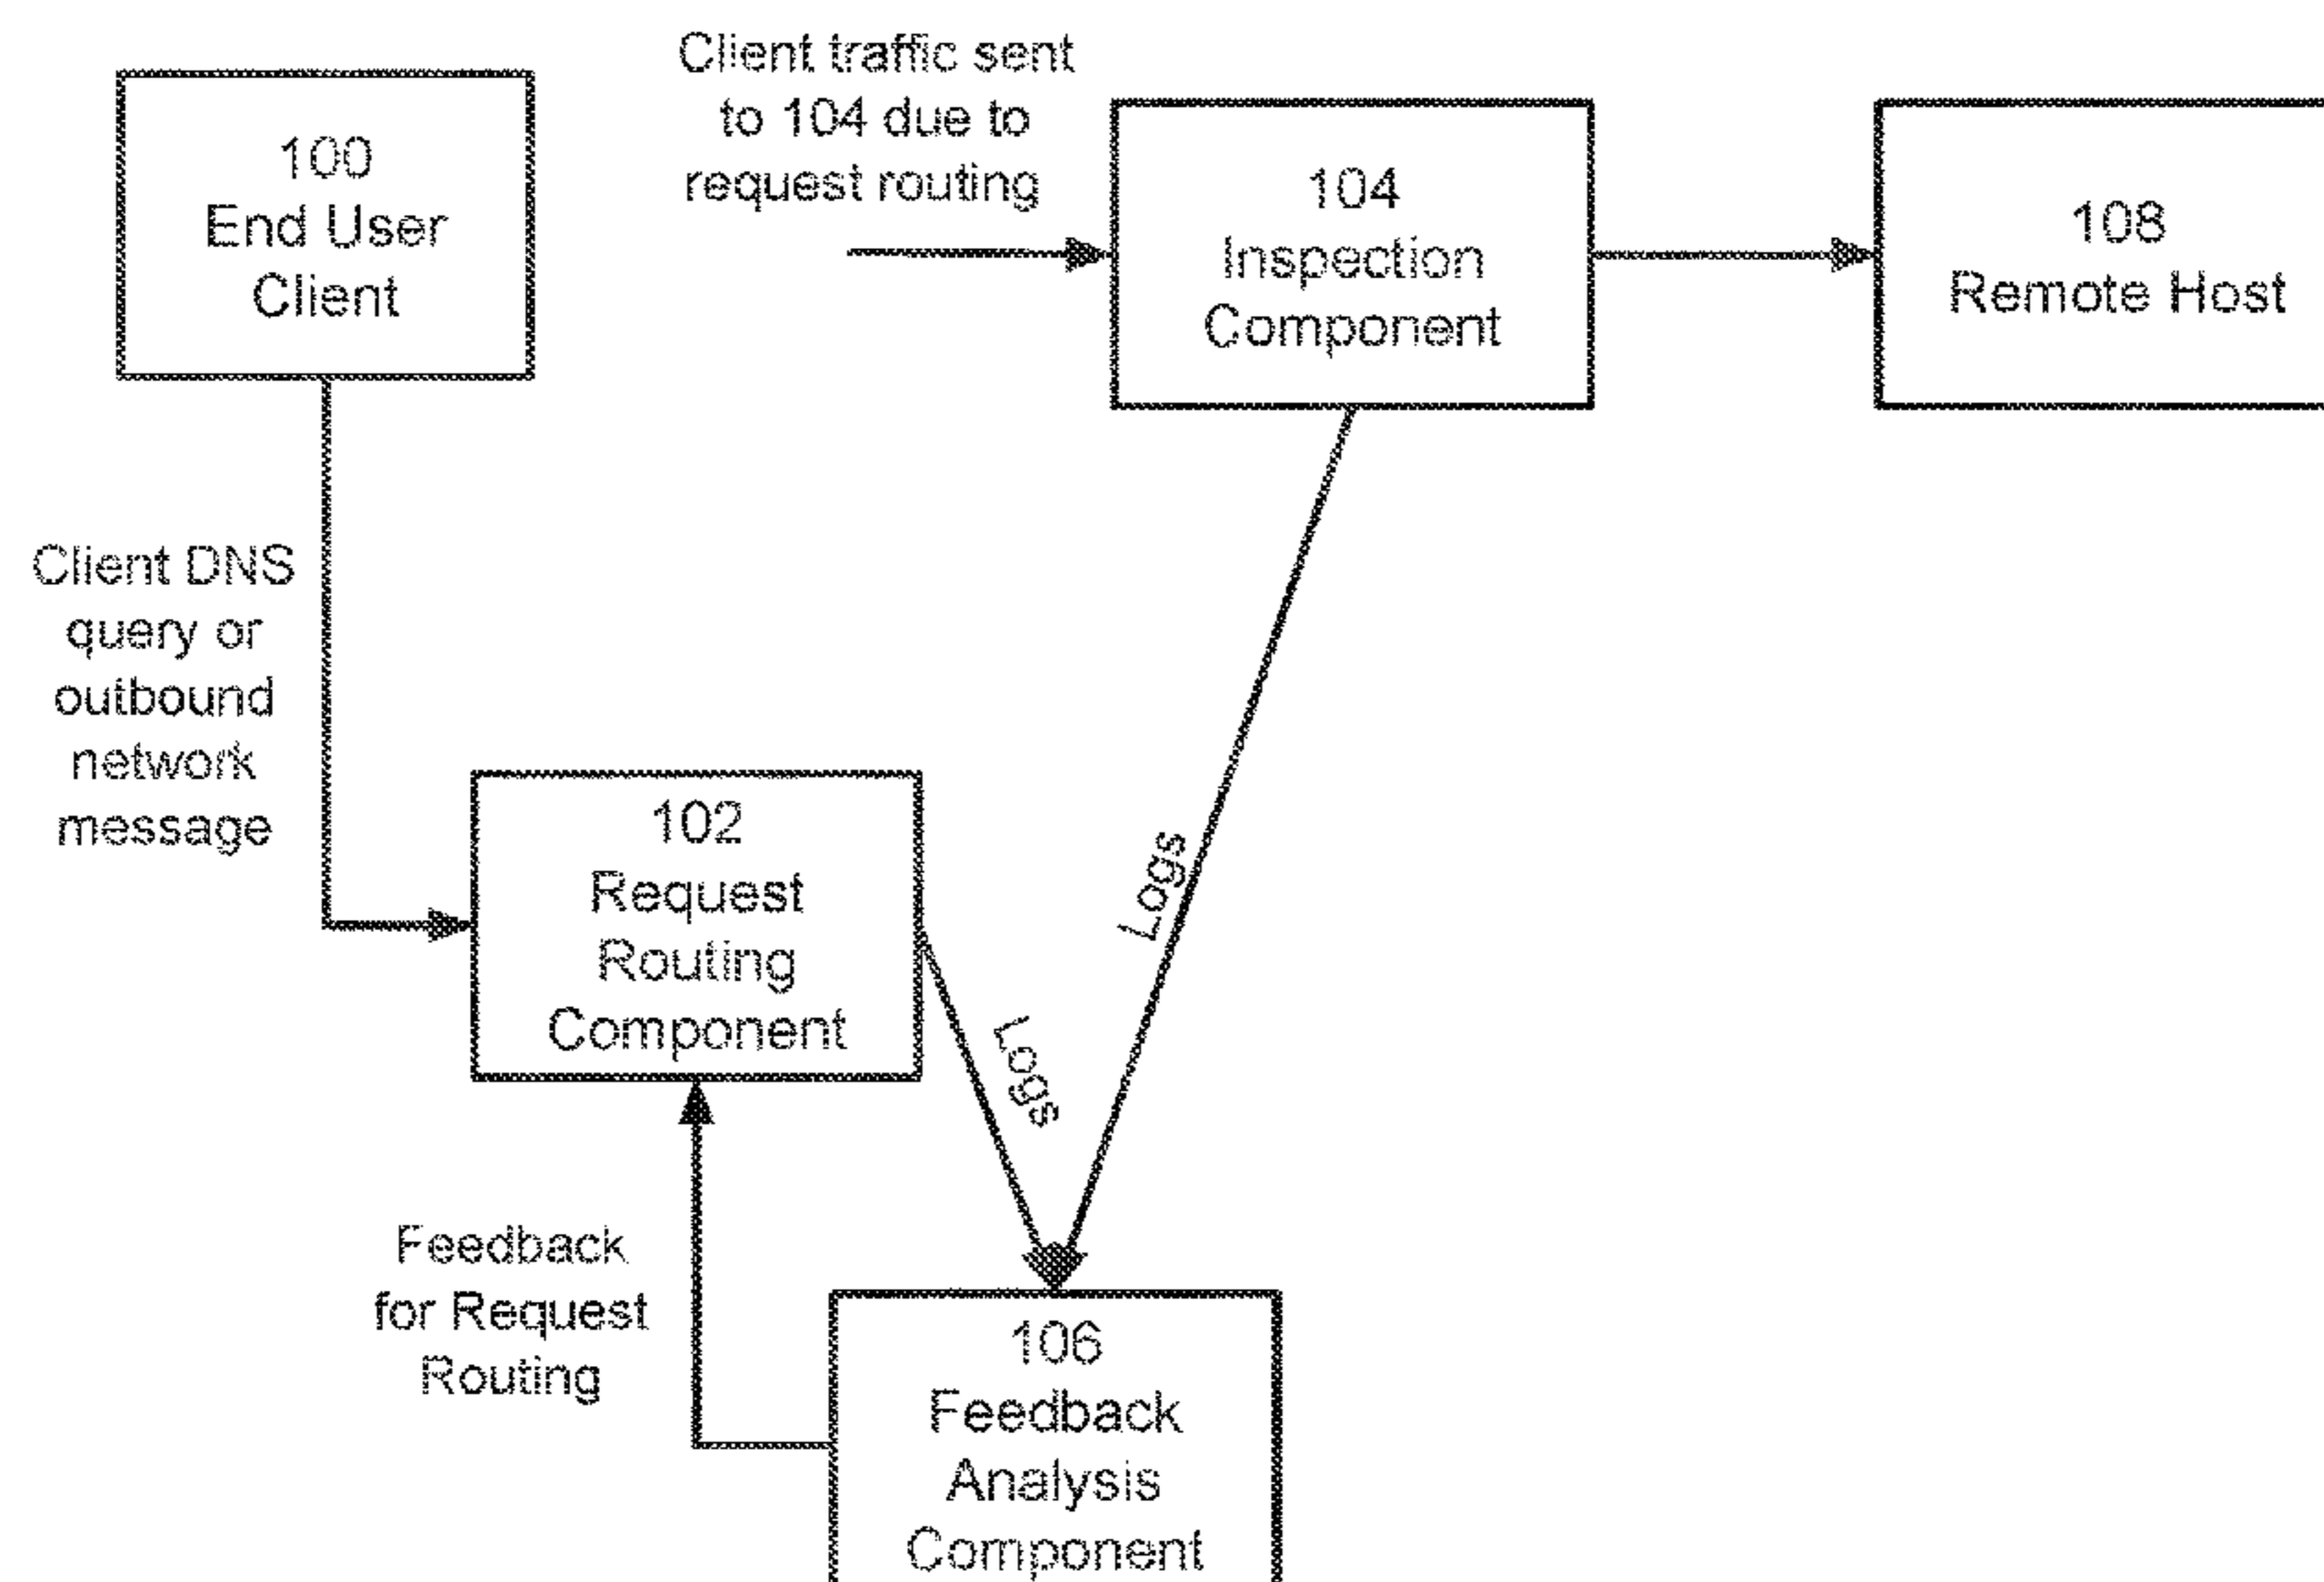 100
End User
Client
Client traffic sent
to 104 due to
request routing
104
Inspection
Component
108
Remote Host
Client DNS
query or
outbound
network
message
102
Request
Routing
Component
Logs
Logs
Feedback
for Request
Routing
106
Feedback
Analysis
Component